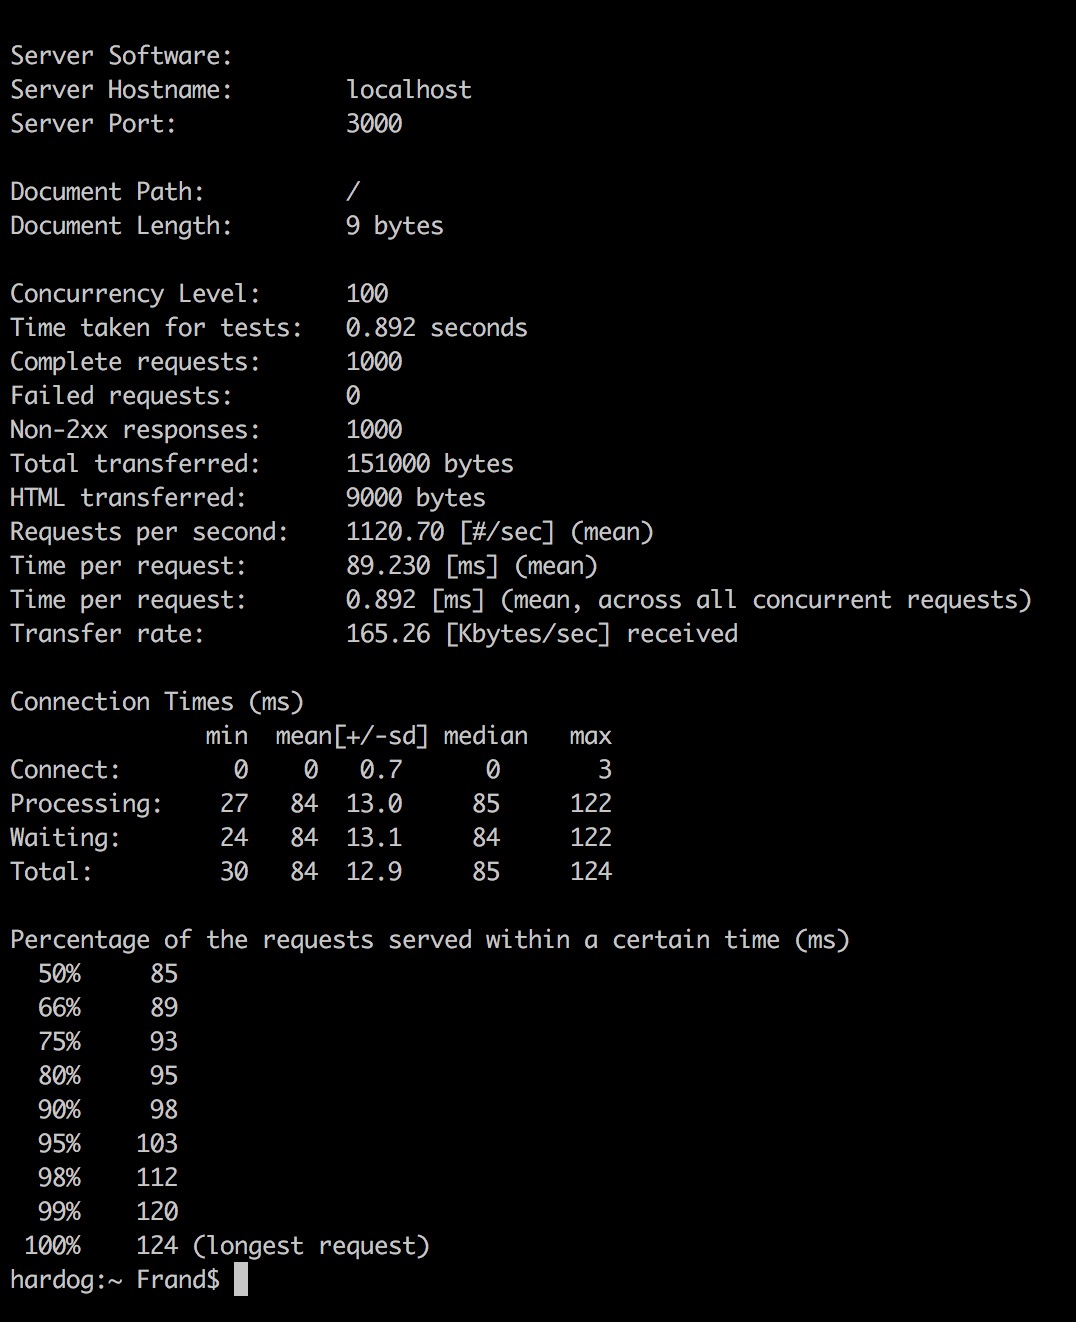 Server Software:
Server Hostname:        localhost
Server Port:            3000

Document Path:          /
Document Length:        9 bytes

Concurrency Level:      100
Time taken for tests:   0.892 seconds
Complete requests:      1000
Failed requests:        0
Non-2xx responses:      1000
Total transferred:      151000 bytes
HTML transferred:       9000 bytes
Requests per second:    1120.70 [#/sec] (mean)
Time per request:       89.230 [ms] (mean)
Time per request:       0.892 [ms] (mean, across all concurrent requests)
Transfer rate:          165.26 [Kbytes/sec] received

Connection Times (ms)
              min  mean[+/-sd] median   max
Connect:        0    0   0.7      0       3
Processing:    27   84  13.0     85     122
Waiting:       24   84  13.1     84     122
Total:         30   84  12.9     85     124

Percentage of the requests served within a certain time (ms)
  50%     85
  66%     89
  75%     93
  80%     95
  90%     98
  95%    103
  98%    112
  99%    120
 100%    124 (longest request)
hardog:~ Frand$